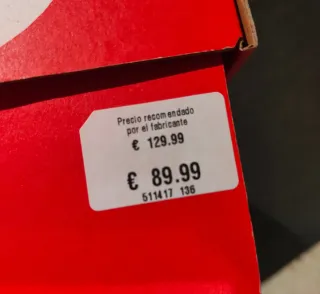 Precio recomendado
por el fabricante
€ 129.99
€ 89.99
511417 136